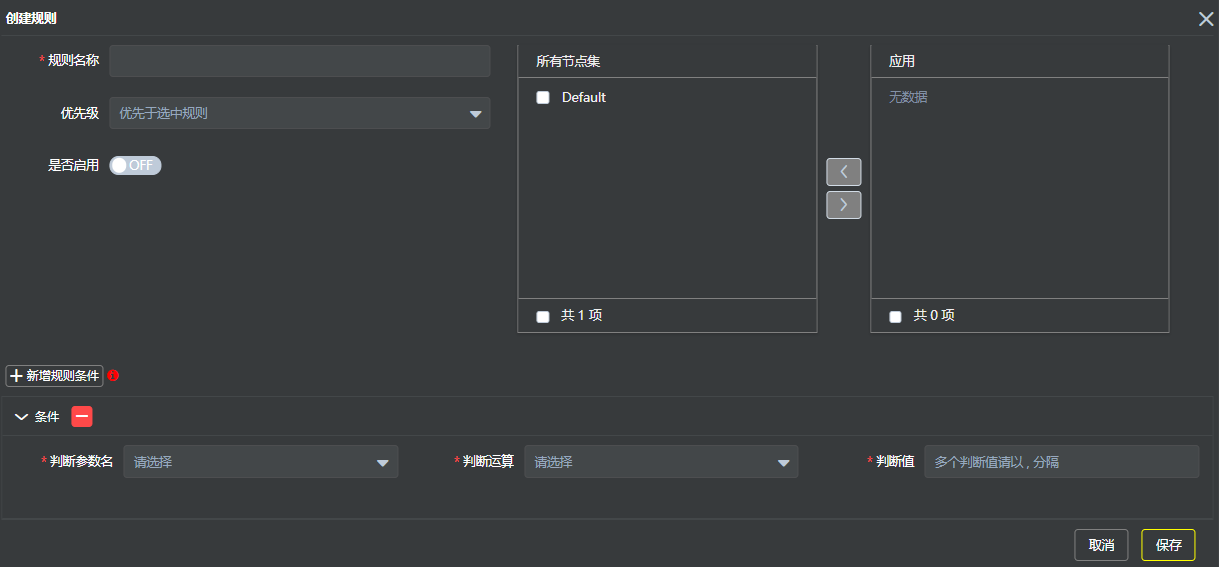 创建规则
* 规则名称
优先级 优先于选中规则
是否启用 OFF
所有节点集
Default
共 1 项
应用
无数据
共 0 项
新增规则条件
条件
* 判断参数名 请选择
* 判断运算 请选择
* 判断值 多个判断值请以 , 分隔
取消 保存